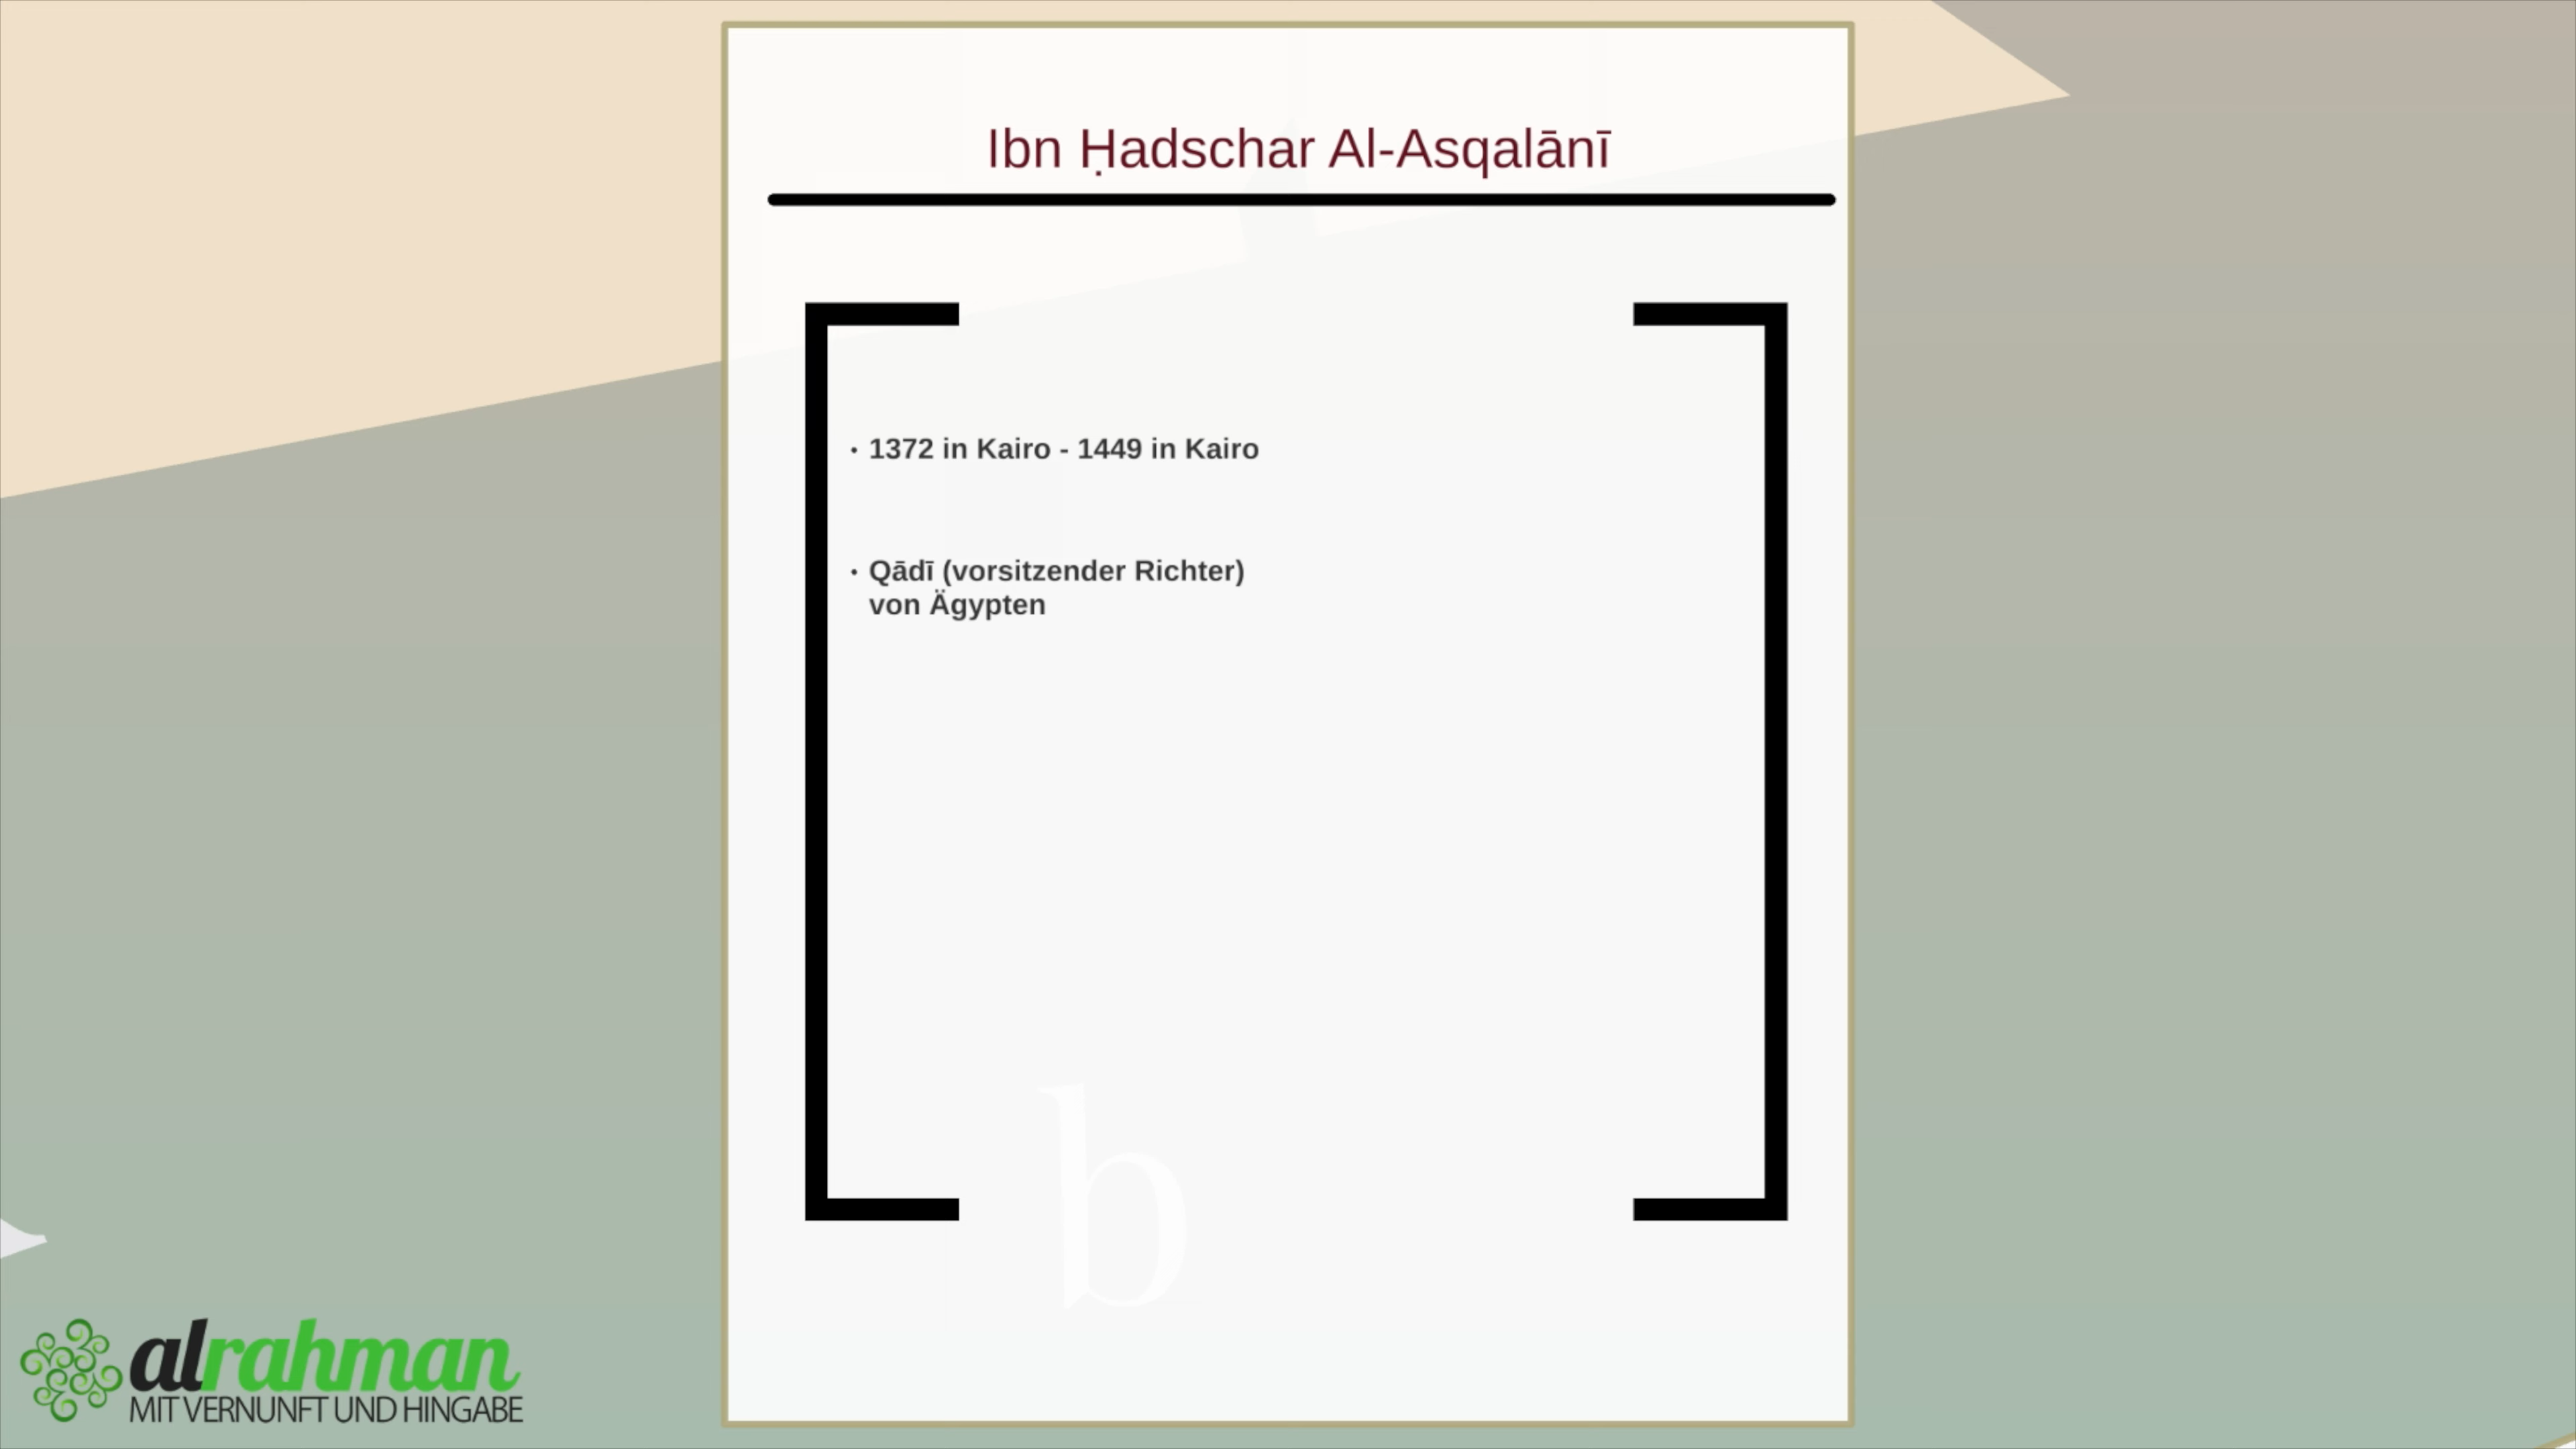 Ibn Ḥadschar Al-Asqalānī
• 1372 in Kairo - 1449 in Kairo
• Qādī (vorsitzender Richter)
von Ägypten
b
alrahman
MIT VERNUNFT UND HINGABE